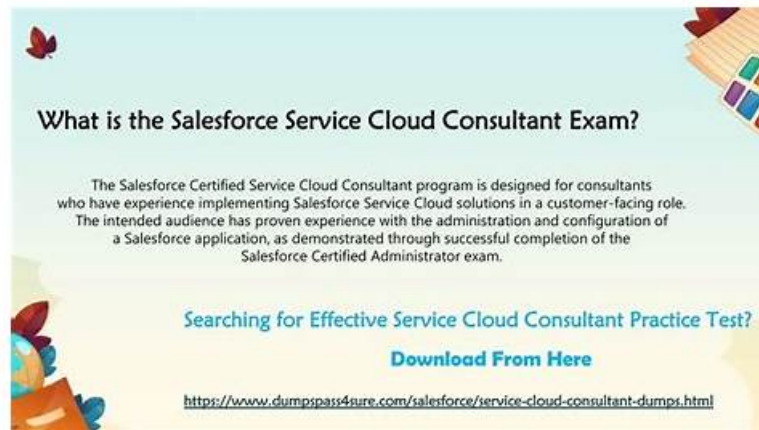 What is the Salesforce Service Cloud Consultant Exam?
The Salesforce Certified Service Cloud Consultant program is designed for consultants
who have experience implementing Salesforce Service Cloud solutions in a customer-facing role.
The intended audience has proven experience with the administration and configuration of
a Salesforce application, as demonstrated through successful completion of the
Salesforce Certified Administrator exam.
Searching for Effective Service Cloud Consultant Practice Test?
Download From Here
https://www.dumpspass4sure.com/salesforce/service-cloud-consultant-dumps.html